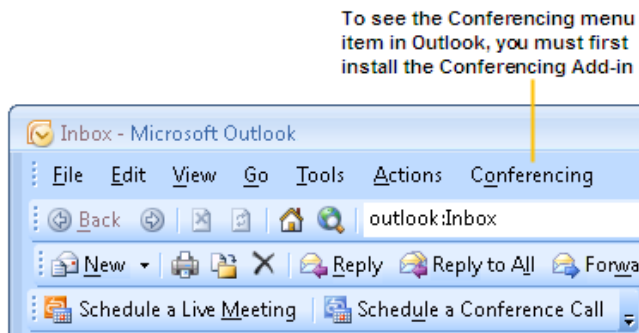 To see the Conferencing menu
item in Outlook, you must first
install the Conferencing Add-in
Inbox - Microsoft Outlook
File Edit View Go Tools Actions Conferencing
Back outlook:Inbox
New Reply Reply to All Forwa
Schedule a Live Meeting Schedule a Conference Call